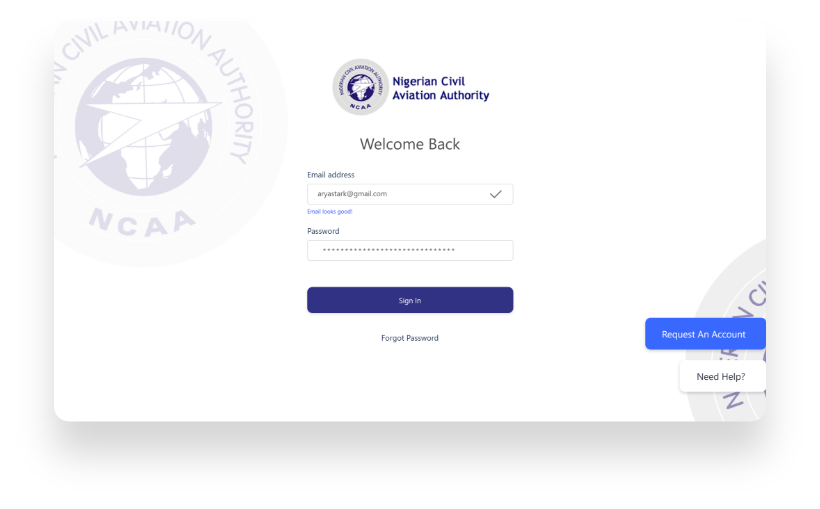 CIVIL AVIATION AUTHORITY
NCAA
NIGERIAN CIVIL AVIATION AUTHORITY
NCAA
Nigerian Civil
Aviation Authority
Welcome Back
Email address
aryastark@gmail.com
Email looks good!
Password
Sign In
Forgot Password
Request An Account
Need Help?